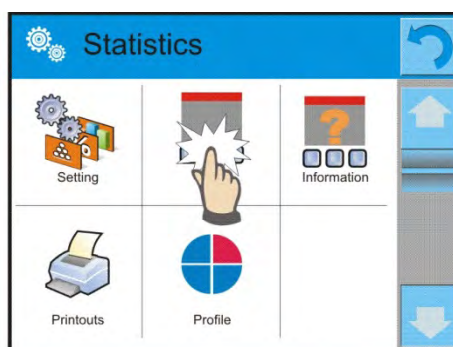 Statistics
Setting
Information
Printouts
Profile